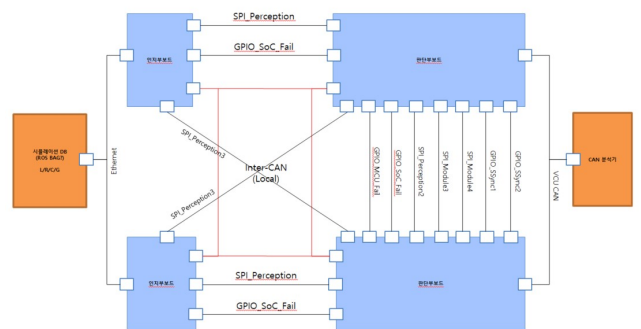 SPI_Perception
GPIO_SoC_Fail
인지부보드
판단부보드
시뮬레이션 DB
(ROS BAG?)
L/R/C/G
Ethernet
SPI_Perception3
SPI_Perception3
Inter-CAN
(Local)
GPIO_MCU_Fail
GPIO_SoC_Fail
SPI_Perception2
SPI_Module3
SPI_Module4
GPIO_SSync1
GPIO_SSync2
VCU CAN
CAN 분석기
인지부보드
판단부보드
SPI_Perception
GPIO_SoC_Fail